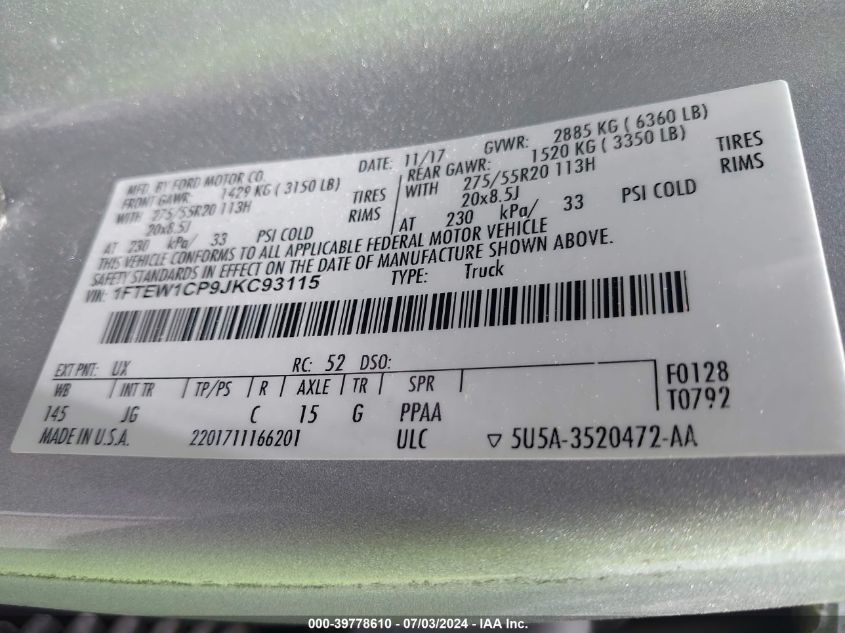 MFD. BY FORD MOTOR CO.
DATE: 11/17 GVWR: 2885 KG ( 6360 LB)
FRONT GAWR: 1429 KG ( 3150 LB)
REAR GAWR: 1520 KG ( 3350 LB)
WITH 275/55R20 113H TIRES
WITH 275/55R20 113H TIRES
20x8.5J RIMS
20x8.5J RIMS
AT 230 kPa/ 33 PSI COLD
AT 230 kPa/ 33 PSI COLD
THIS VEHICLE CONFORMS TO ALL APPLICABLE FEDERAL MOTOR VEHICLE
SAFETY STANDARDS IN EFFECT ON THE DATE OF MANUFACTURE SHOWN ABOVE.
VIN: 1FTEW1CP9JKC93115 TYPE: Truck
EXT PNT: UX RC: 52 DSO:
WB INT TR TP/PS R AXLE TR SPR F0128
145 JG C 15 G PPAA T0792
MADE IN U.S.A. 2201711166201 ULC ▽ 5U5A-3520472-AA
000-39778610 - 07/03/2024 - IAA Inc.